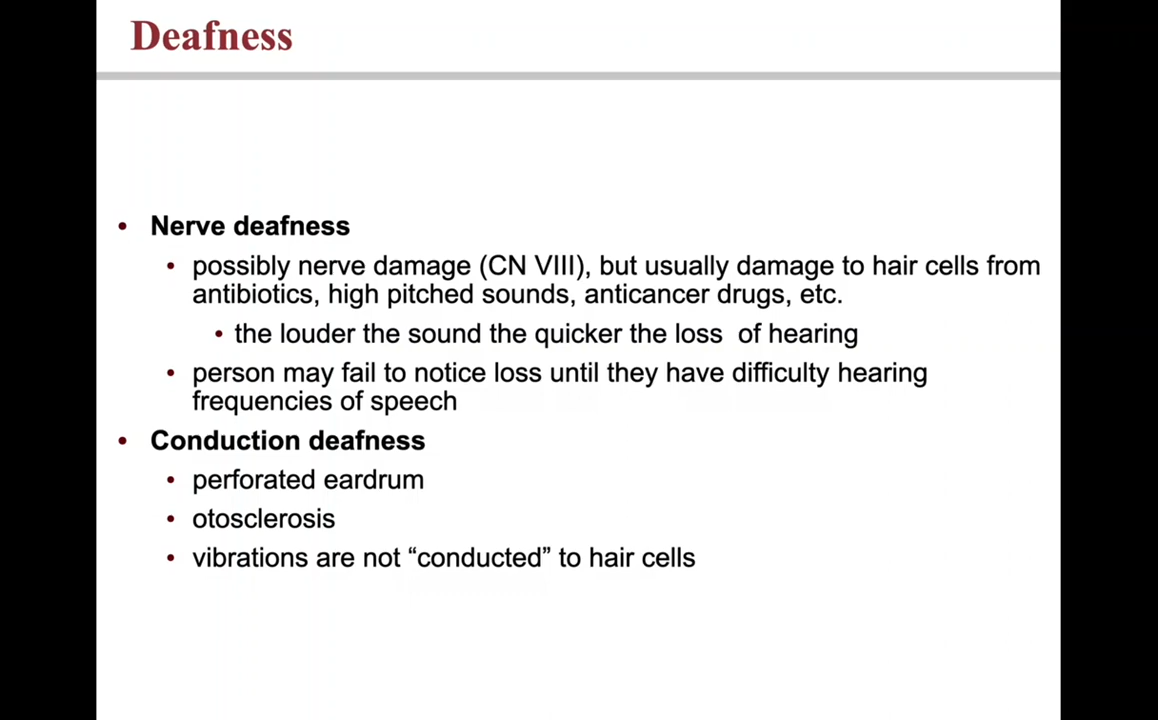 Deafness
• Nerve deafness
• possibly nerve damage (CN VIII), but usually damage to hair cells from
antibiotics, high pitched sounds, anticancer drugs, etc.
• the louder the sound the quicker the loss  of hearing
• person may fail to notice loss until they have difficulty hearing
frequencies of speech
• Conduction deafness
• perforated eardrum
• otosclerosis
• vibrations are not “conducted” to hair cells